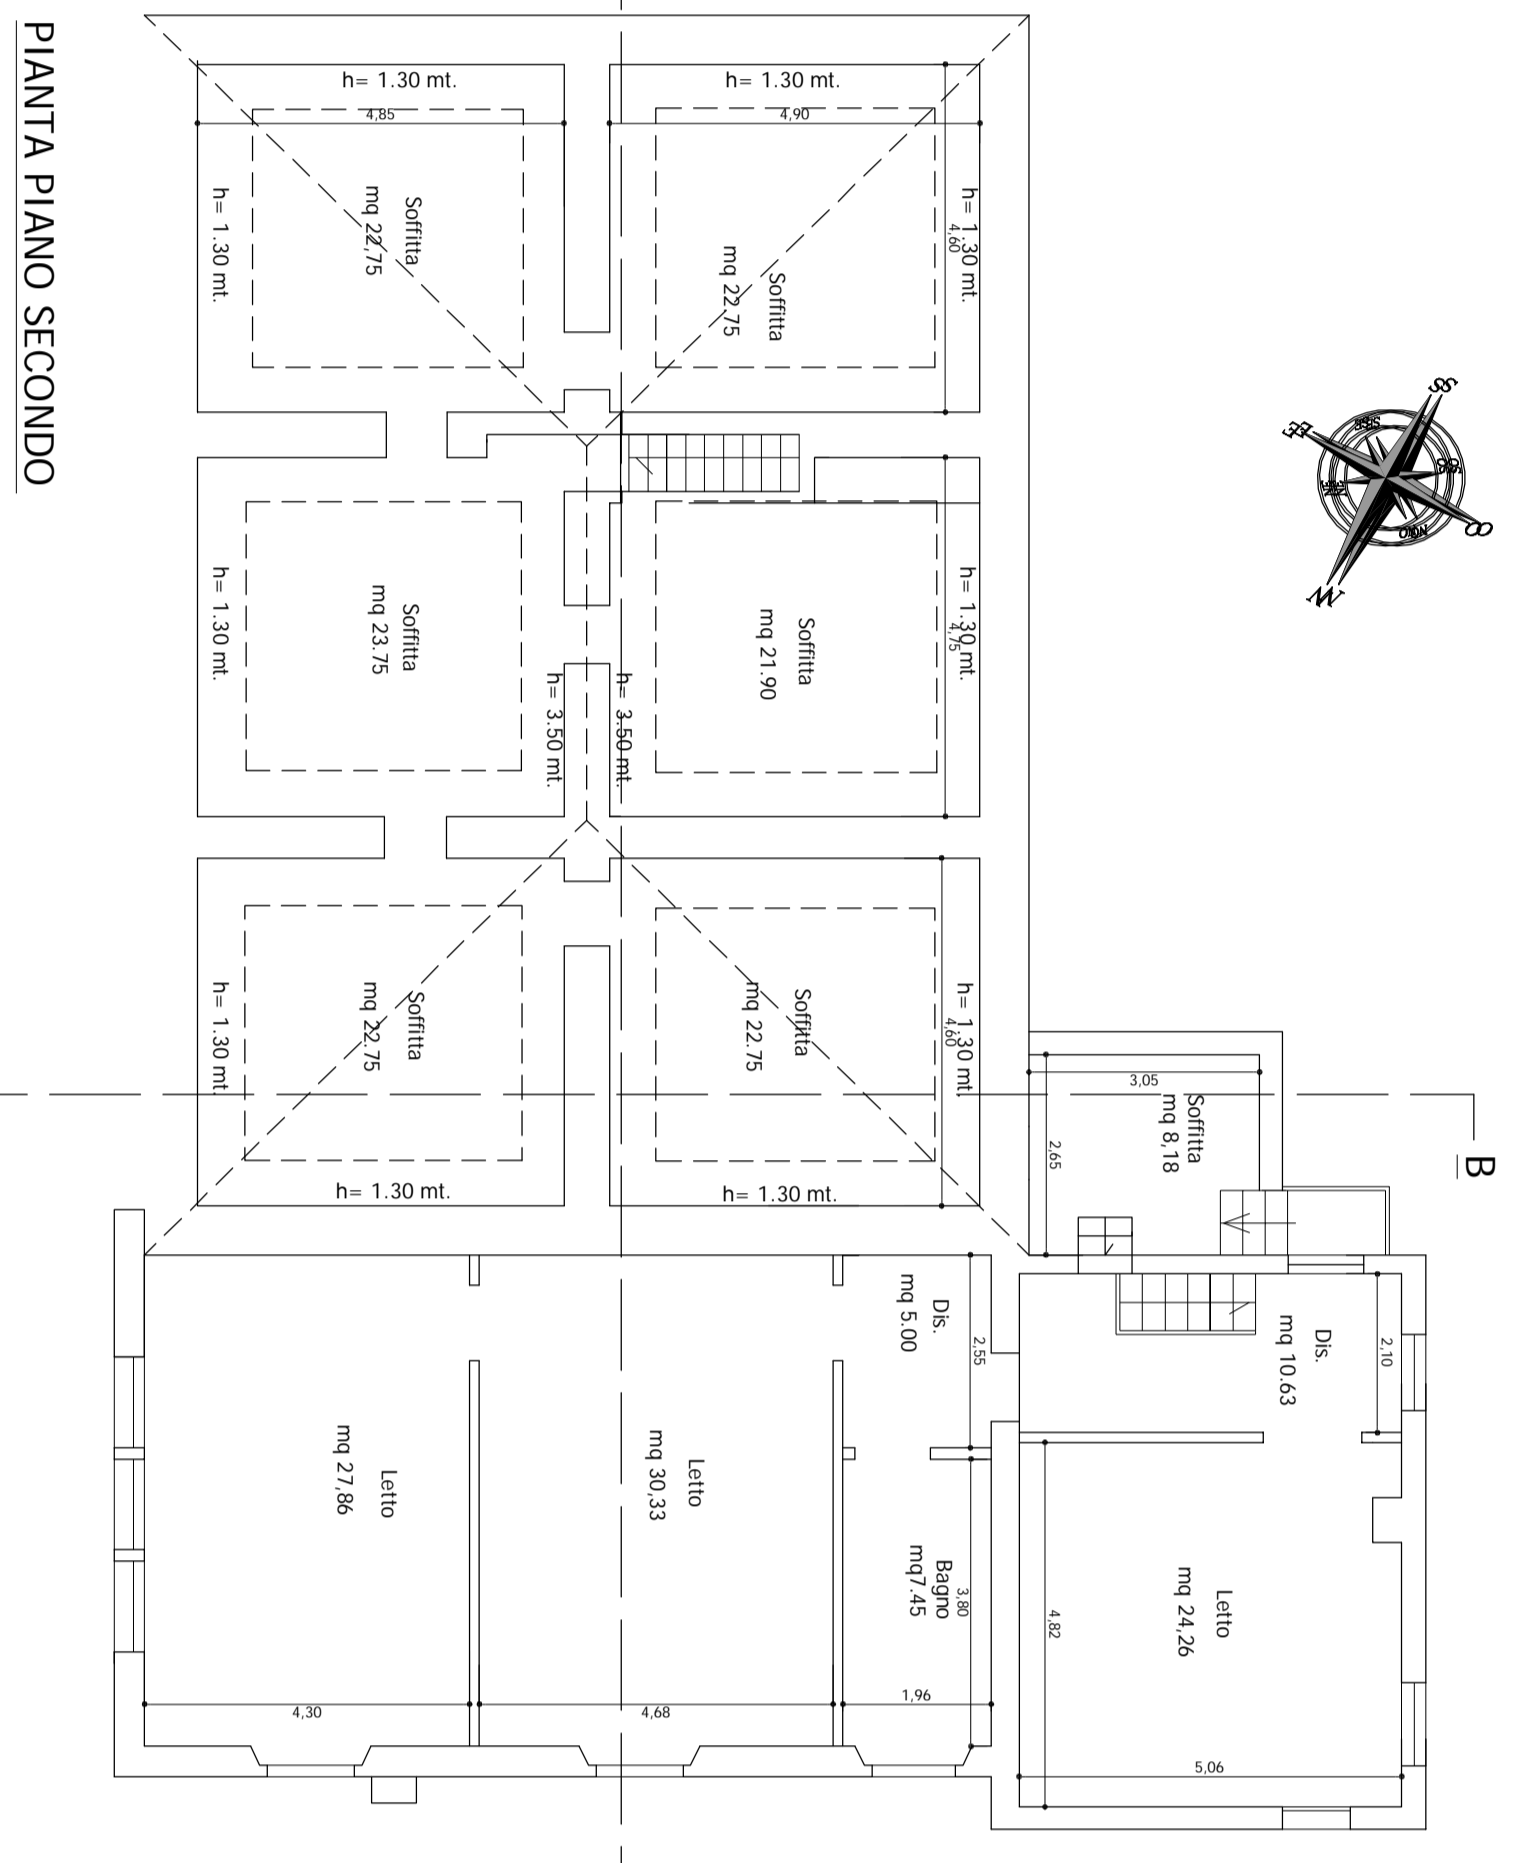 PIANTA PIANO SECONDO
h= 1.30 mt.
h= 1.30 mt.
4,85
4,90
h= 1.30 mt.
Soffitta
mq 22,75
Soffitta
mq 22.75
h= 1.30 mt.
4,60
h= 1.30 mt.
Soffitta
mq 23.75
Soffitta
mq 21.90
h= 1.30 mt.
4,75
h= 3.50 mt.
h= 3.50 mt.
h= 1.30 mt.
Soffitta
mq 22.75
Soffitta
mq 22.75
h= 1.30 mt.
4,60
h= 1.30 mt.
h= 1.30 mt.
3,05
Soffitta
mq 8,18
2,65
B
Dis.
mq 5.00
2,55
Dis.
mq 10.63
2,10
Letto
mq 27,86
Letto
mq 30,33
Bagno
mq7.45
3,80
Letto
mq 24,26
4,82
4,30
4,68
1,96
5,06
SS
EE
NE
OO
NN